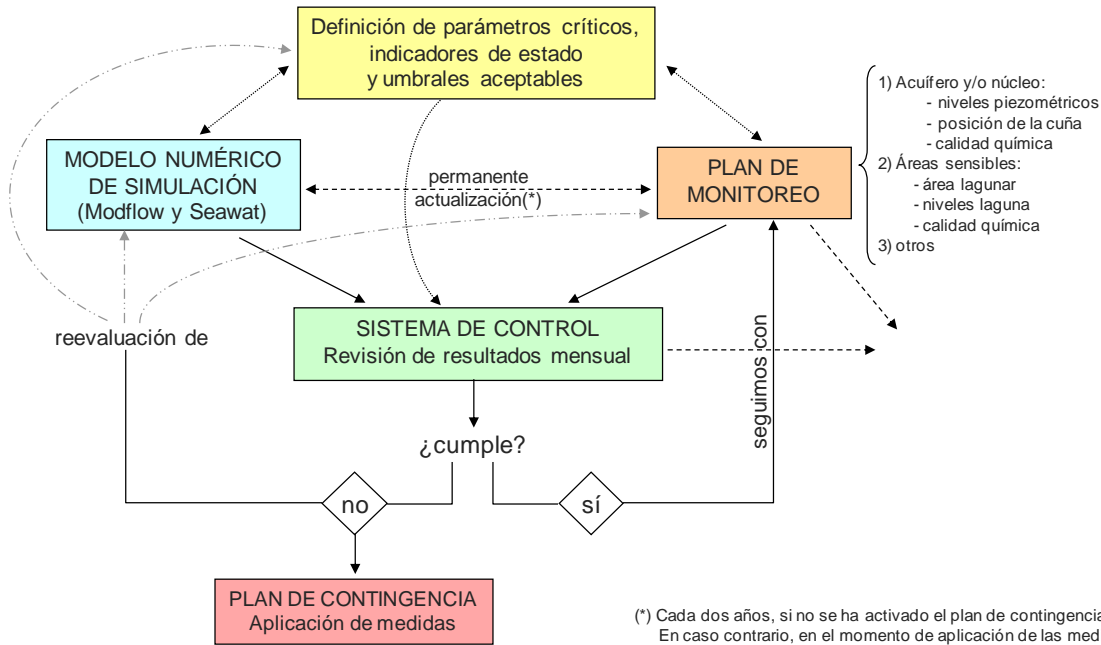 Definición de parámetros críticos,
indicadores de estado
y umbrales aceptables
MODELO NUMÉRICO
DE SIMULACIÓN
(Modflow y Seawat)
permanente
actualización(*)
PLAN DE
MONITOREO
1) Acuífero y/o núcleo:
- niveles piezométricos
- posición de la cuña
- calidad química
2) Áreas sensibles:
- área lagunar
- niveles laguna
- calidad química
3) otros
reevaluación de
SISTEMA DE CONTROL
Revisión de resultados mensual
seguimos con
¿cumple?
no
sí
PLAN DE CONTINGENCIA
Aplicación de medidas
(*) Cada dos años, si no se ha activado el plan de contingencia
En caso contrario, en el momento de aplicación de las med